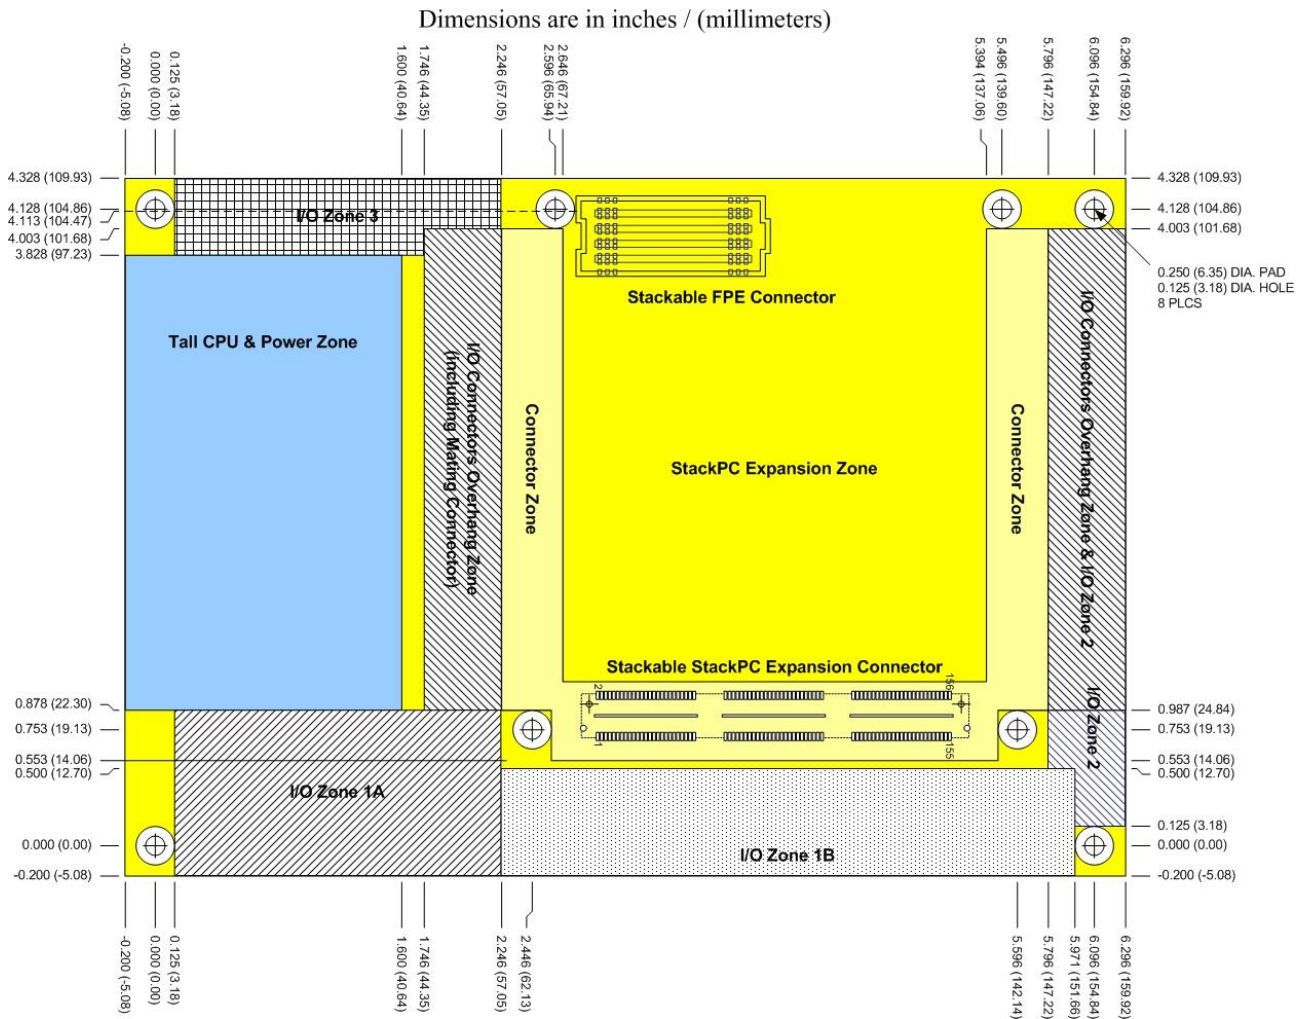 Dimensions are in inches / (millimeters)
-0.200 (-5.08)
0.000 (0.00)
0.125 (3.18)
1.600 (40.64)
1.746 (44.35)
2.246 (57.05)
2.596 (65.94)
2.646 (67.21)
5.394 (137.06)
5.496 (139.60)
5.796 (147.22)
6.096 (154.84)
6.296 (159.92)
4.328 (109.93)
4.128 (104.86)
4.113 (104.47)
4.003 (101.68)
3.828 (97.23)
I/O Zone 3
4.328 (109.93)
4.128 (104.86)
4.003 (101.68)
0.250 (6.35) DIA. PAD
0.125 (3.18) DIA. HOLE
8 PLCS
Stackable FPE Connector
Tall CPU & Power Zone
I/O Connectors Overhang Zone
(including Mating Connector)
Connector Zone
StackPC Expansion Zone
Connector Zone
I/O Connectors Overhang Zone & I/O Zone 2
Stackable StackPC Expansion Connector
2
156
1
155
I/O Zone 2
0.878 (22.30)
0.753 (19.13)
0.553 (14.06)
0.500 (12.70)
0.000 (0.00)
-0.200 (-5.08)
0.987 (24.84)
0.753 (19.13)
0.553 (14.06)
0.500 (12.70)
0.125 (3.18)
0.000 (0.00)
-0.200 (-5.08)
I/O Zone 1A
I/O Zone 1B
-0.200 (-5.08)
0.000 (0.00)
0.125 (3.18)
1.600 (40.64)
1.746 (44.35)
2.246 (57.05)
2.446 (62.13)
5.596 (142.14)
5.796 (147.22)
5.971 (151.66)
6.096 (154.84)
6.296 (159.92)